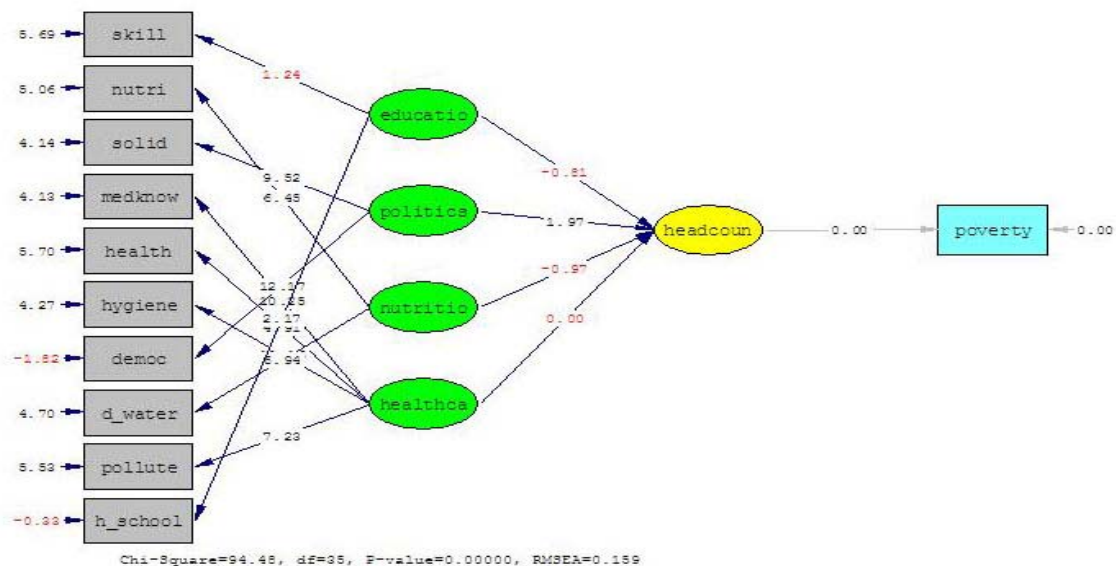 5.69 skill
1.24
5.06 nutri
educatio
4.14 solid
9.52
-0.81
6.45
4.13 medknow
politica
1.97
headcoun
0.00
poverty
0.00
5.70 health
-0.97
12.17
4.27 hygiene
nutritio
2.17
0.00
-1.82 democ
4.70 d_water
healthca
7.23
5.53 pollute
-0.33 h_school
Chi-Square=94.48, df=35, P-value=0.00000, RMSEA=0.159